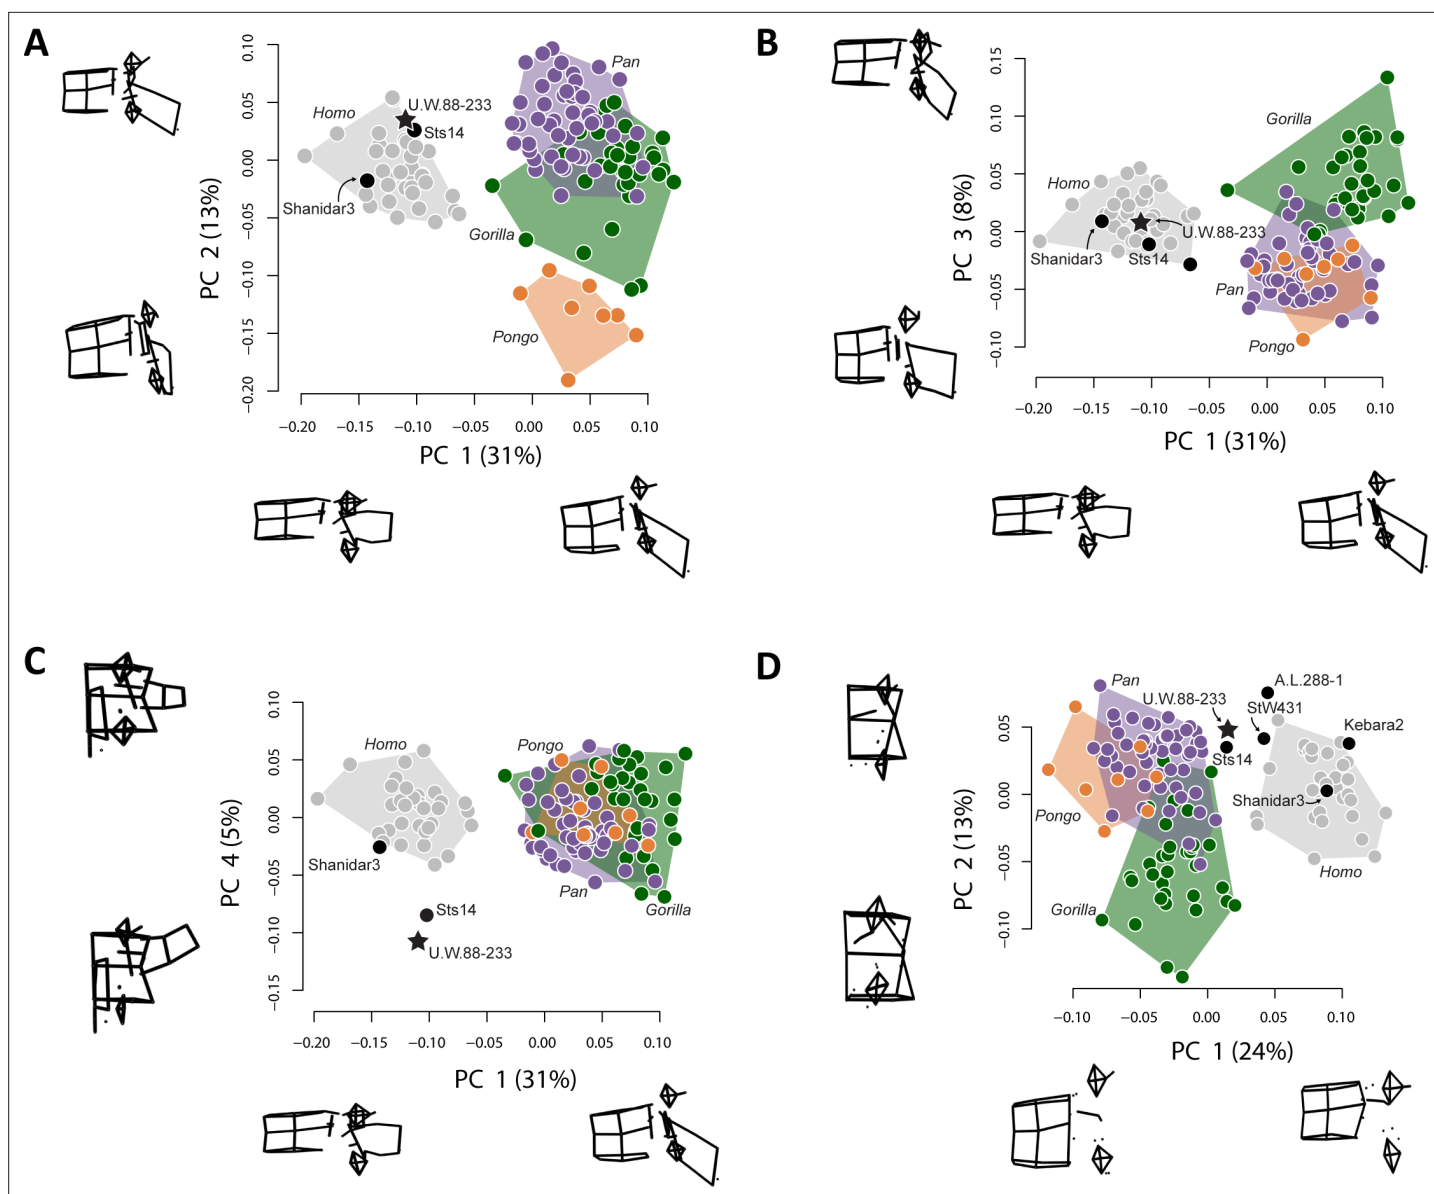 A
0.10
0.05
0.00
−0.05
−0.10
−0.15
−0.20
PC 2 (13%)
Homo
U.W.88-233
Sts14
Shanidar3
Pan
Gorilla
Pongo
−0.20
−0.15
−0.10
−0.05
0.00
0.05
0.10
PC 1 (31%)
B
0.15
0.10
0.05
0.00
−0.05
−0.10
PC 3 (8%)
Gorilla
Homo
U.W.88-233
Shanidar3
Sts14
Pan
Pongo
−0.20
−0.15
−0.10
−0.05
0.00
0.05
0.10
PC 1 (31%)
C
0.10
0.05
0.00
−0.05
−0.10
−0.15
PC 4 (5%)
Homo
Pongo
Shanidar3
Sts14
U.W.88-233
Pan
Gorilla
−0.20
−0.15
−0.10
−0.05
0.00
0.05
0.10
PC 1 (31%)
D
0.05
0.00
−0.05
−0.10
PC 2 (13%)
Pan
A.L.288-1
U.W.88-233
StW431
Kebara2
Sts14
Shanidar3
Pongo
Homo
Gorilla
−0.10
−0.05
0.00
0.05
0.10
PC 1 (24%)